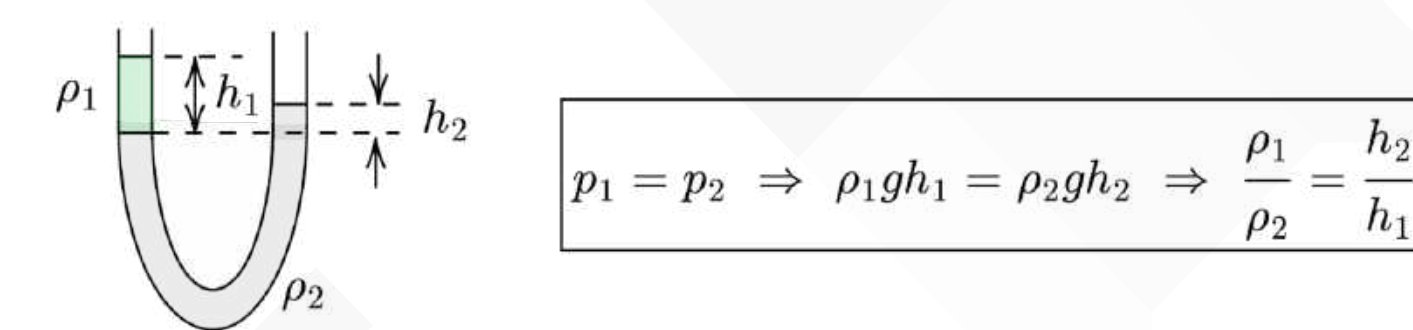 ρ₁
h₁
h₂
ρ₂
p₁ = p₂ ⇒ ρ₁gh₁ = ρ₂gh₂ ⇒ ρ₁/ρ₂ = h₂/h₁